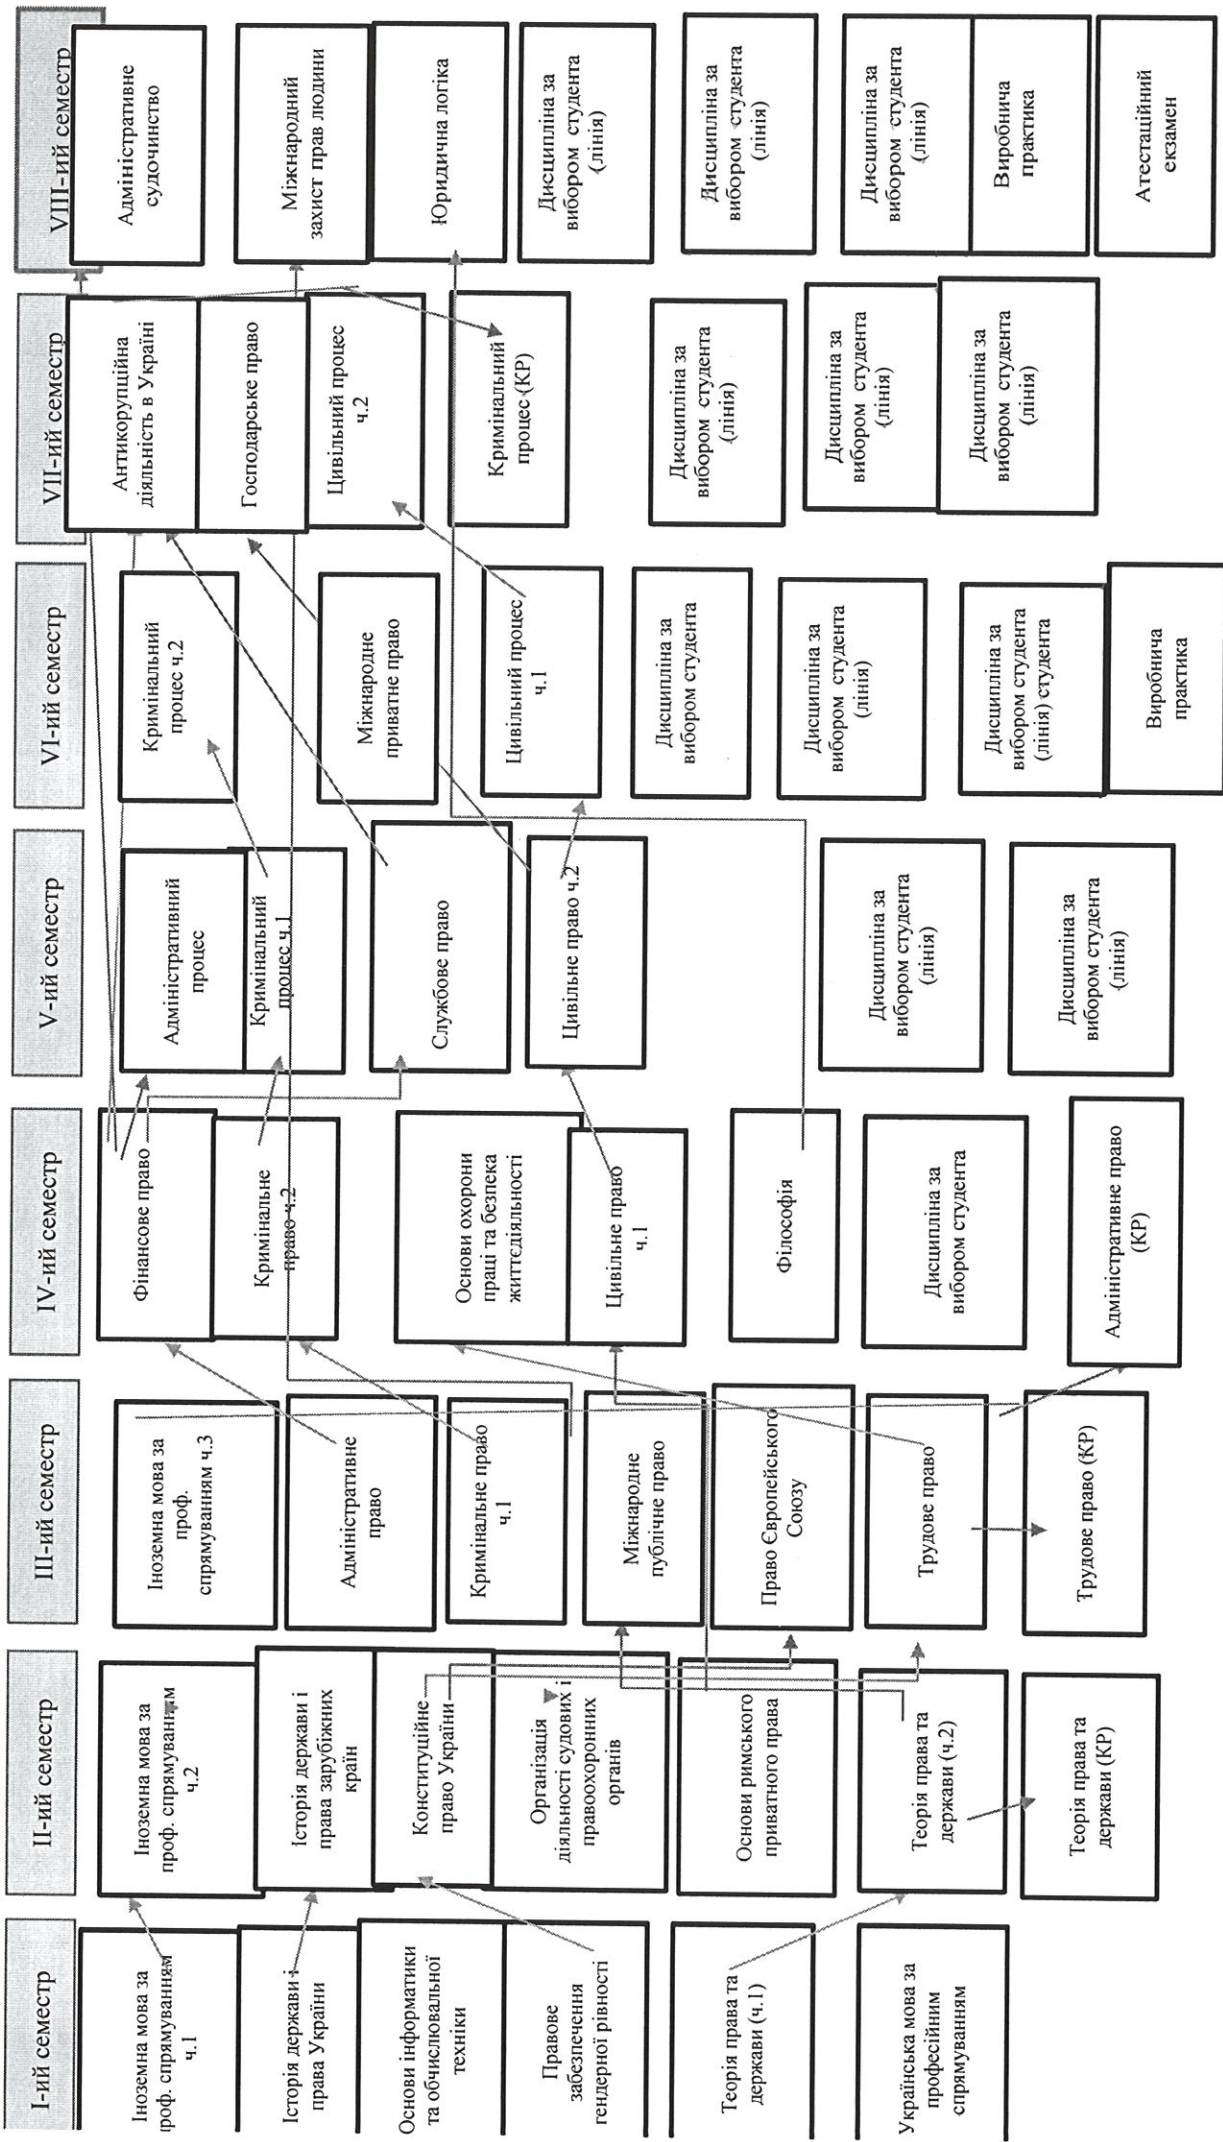 I-ий семестр
Іноземна мова за
проф. спрямуванням
ч.1
Історія держави і
права України
Основи інформатики
та обчислювальної
техніки
Правове
забезпечення
гендерної рівності
Теорія права та
держави (ч.1)
Українська мова за
професійним
спрямуванням
II-ий семестр
Іноземна мова за
проф. спрямуванням
ч.2
Історія держави і
права зарубіжних
країн
Конституційне
право України
Організація
діяльності судових і
правоохоронних
органів
Основи римського
приватного права
Теорія права та
держави (ч.2)
Теорія права та
держави (КР)
III-ий семестр
Іноземна мова за
проф.
спрямуванням ч.3
Адміністративне
право
Кримінальне право
ч.1
Міжнародне
публічне право
Право Європейського
Союзу
Трудове право
Трудове право (КР)
IV-ий семестр
Фінансове право
Кримінальне
право ч.2
Основи охорони
праці та безпека
життєдіяльності
Цивільне право
ч.1
Філософія
Дисципліна за
вибором студента
Адміністративне право
(КР)
V-ий семестр
Адміністративний
процес
Кримінальний
процес ч.1
Службове право
Цивільне право ч.2
Дисципліна за
вибором студента
(лінія)
Дисципліна за
вибором студента
(лінія)
VI-ий семестр
Кримінальний
процес ч.2
Міжнародне
приватне право
Цивільний процес
ч.1
Дисципліна за
вибором студента
Дисципліна за
вибором студента
(лінія)
Дисципліна за
вибором студента
(лінія) студента
Виробнича
практика
VII-ий семестр
Антикорупційна
діяльність в Україні
Господарське право
Цивільний процес
ч.2
Кримінальний
процес (КР)
Дисципліна за
вибором студента
(лінія)
Дисципліна за
вибором студента
(лінія)
Дисципліна за
вибором студента
(лінія)
VIII-ий семестр
Адміністративне
судочинство
Міжнародний
захист прав людини
Юридична логіка
Дисципліна за
вибором студента
(лінія)
Дисципліна за
вибором студента
(лінія)
Дисципліна за
вибором студента
(лінія)
Виробнича
практика
Атестаційний
екзамен